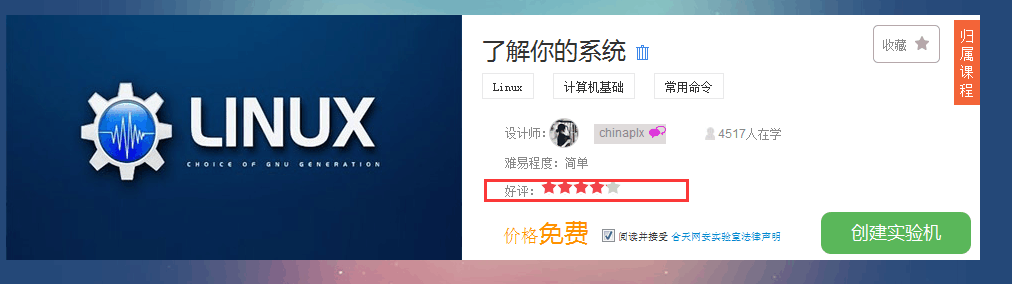 LINUX
CHOICE OF GNU GENERATION
了解你的系统
收藏
归属课程
Linux
计算机基础
常用命令
设计师:
chinaplx
4517人在学
难易程度：简单
好评：
价格免费
阅读并接受 合天网安实验室法律声明
创建实验机